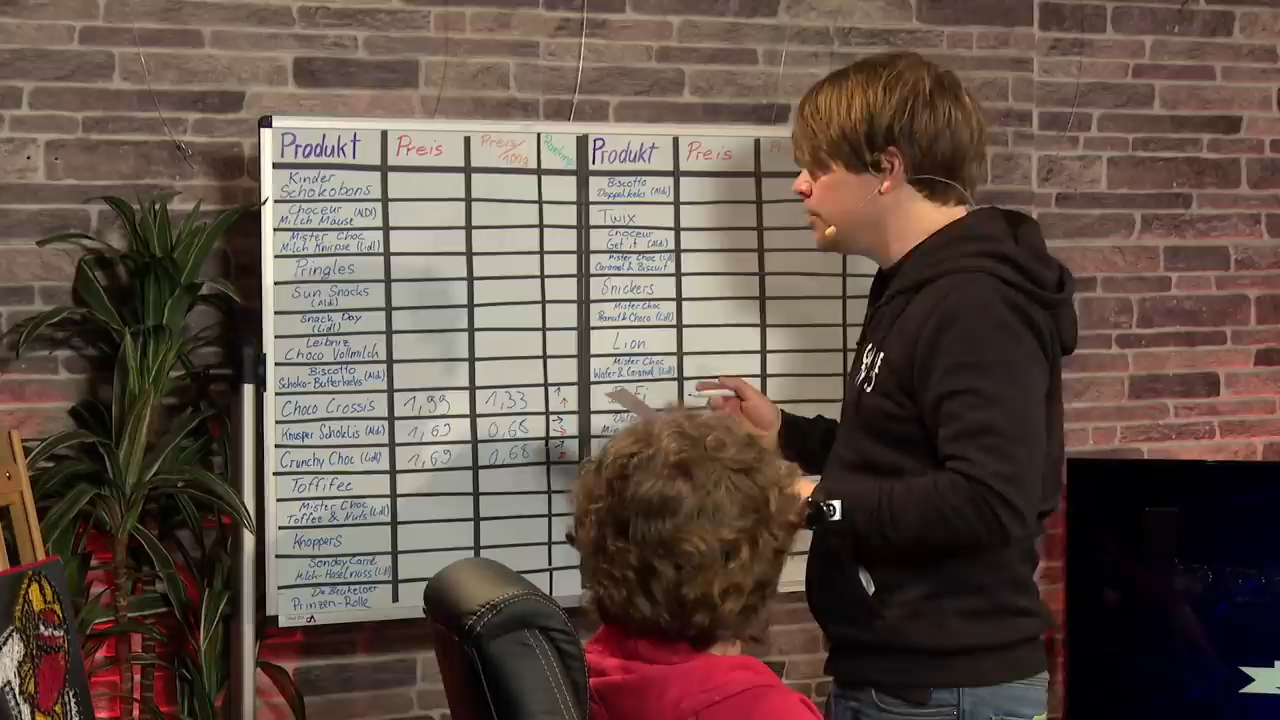 Produkt Preis Preis/100g Ranking
Kinder
Schokobons
Choceur (ALDI)
Milch Mäuse
Mister Choc
Milch Knirpse (Lidl)
Pringles
Sun Snacks
(Aldi)
Snack Day
(Lidl)
Leibniz
Choco Vollmilch
Biscotto
Schoko-Butterkeks (Aldi)
Choco Crossis 1,99 1,33
Knusper Schoklis (Aldi) 1,69 0,68
Crunchy Choc (Lidl) 1,69 0,68
Toffifee
Mister Choc
Toffee & Nuts (Lidl)
Knoppers
Sonday Carré
Milch-Haselnuss (Lidl)
De Beukelaer
Prinzen-Rolle
Produkt Preis
Biscotto
Doppelkeks (Aldi)
Twix
Choceur
Get it (Aldi)
Mister Choc (Lidl)
Caramel & Biscuit
Snickers
Mister Choc
Peanut & Choco (Lidl)
Lion
Mister Choc
Wafer & Caramel (Lidl)